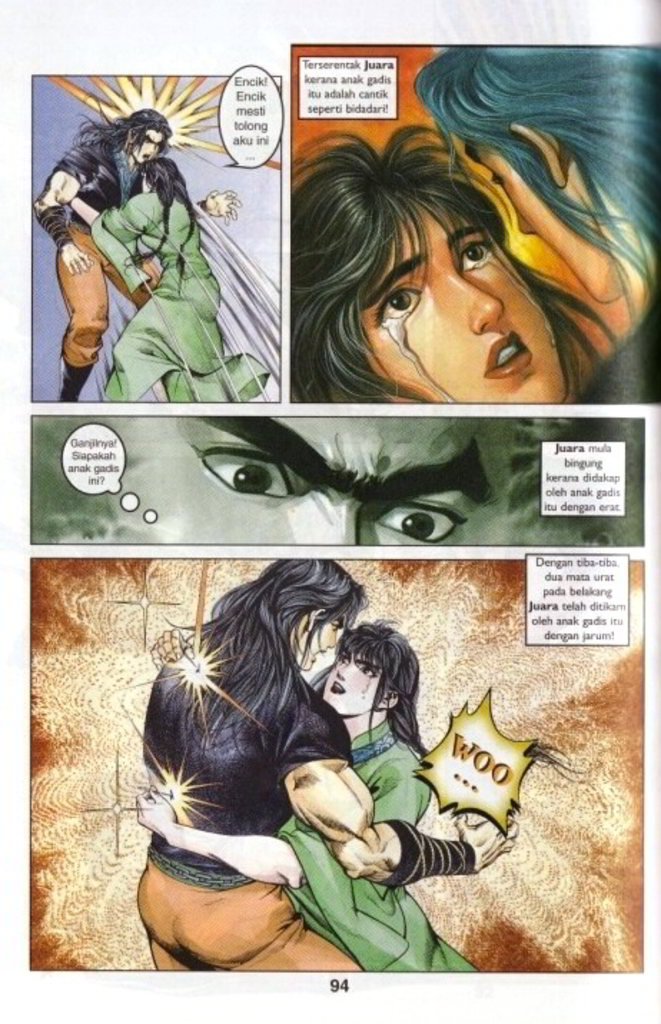 Encik!
Encik
mesti
tolong
aku ini
...
Terserentak Juara
kerana anak gadis
itu adalah cantik
seperti bidadari!
Ganjilnya!
Siapakah
anak gadis
ini?
Juara mula
bingung
kerana didakap
oleh anak gadis
itu dengan erat.
Dengan tiba-tiba,
dua mata urat
pada belakang
Juara telah ditikam
oleh anak gadis itu
dengan jarum!
WOO
...
94